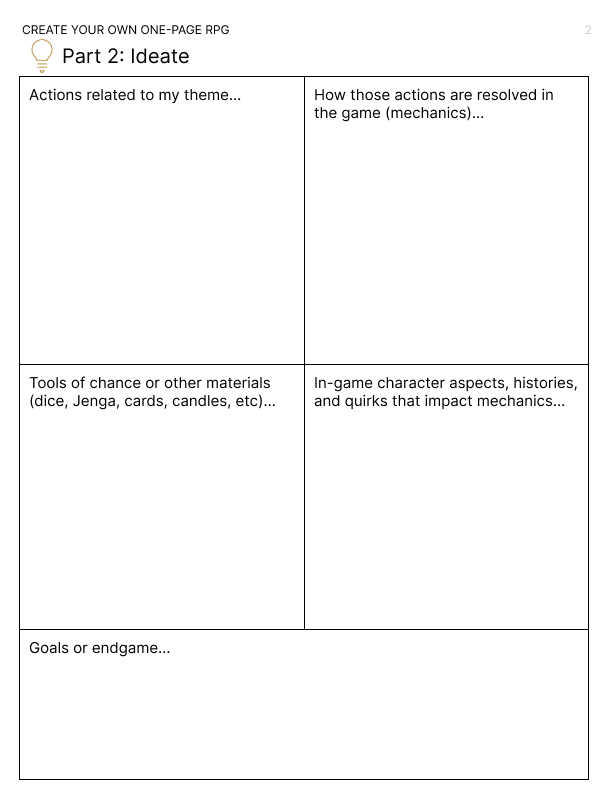 CREATE YOUR OWN ONE-PAGE RPG
2
Part 2: Ideate
Actions related to my theme...
How those actions are resolved in
the game (mechanics)...
Tools of chance or other materials
(dice, Jenga, cards, candles, etc)...
In-game character aspects, histories,
and quirks that impact mechanics...
Goals or endgame...